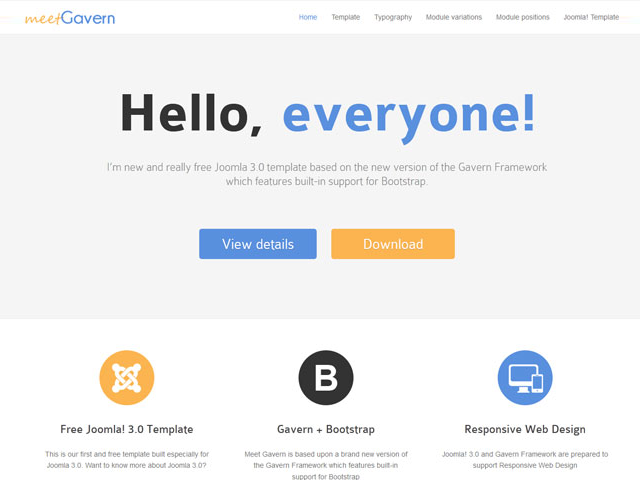 meetGavern
Home Template Typography Module variations Module positions Joomla! Template
Hello, everyone!
I'm new and really free Joomla 3.0 template based on the new version of the Gavern Framework
which features built-in support for Bootstrap.
View details Download
B
Free Joomla! 3.0 Template
This is our first and free template built especially for
Joomla 3.0. Want to know more about Joomla 3.0?
Gavern + Bootstrap
Meet Gavern is based upon a brand new version of
the Gavern Framework which features built-in
support for Bootstrap
Responsive Web Design
Joomla! 3.0 and Gavern Framework are prepared to
support Responsive Web Design